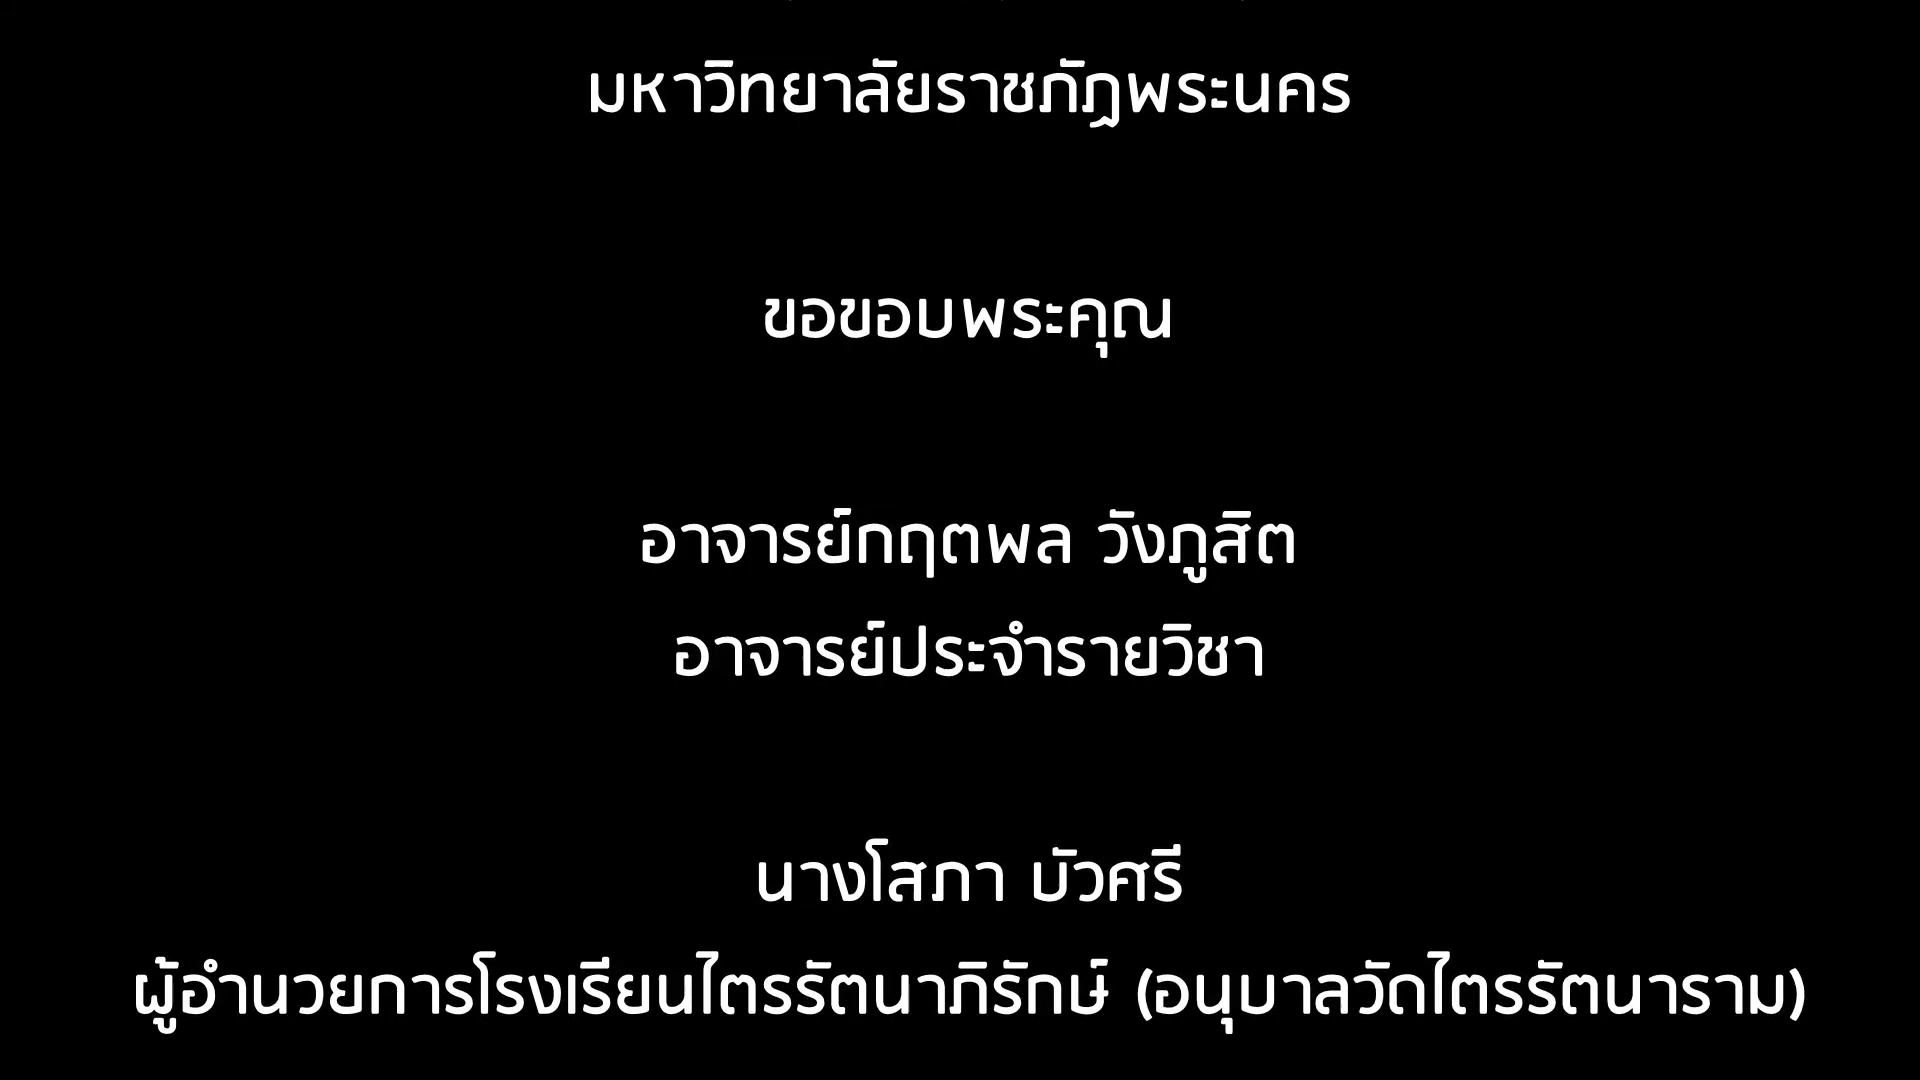 มหาวิทยาลัยราชภัฏพระนคร
ขอขอบพระคุณ
อาจารย์กฤตพล วังภูสิต
อาจารย์ประจำรายวิชา
นางโสภา บัวศรี
ผู้อำนวยการโรงเรียนไตรรัตนาภิรักษ์ (อนุบาลวัดไตรรัตนาราม)